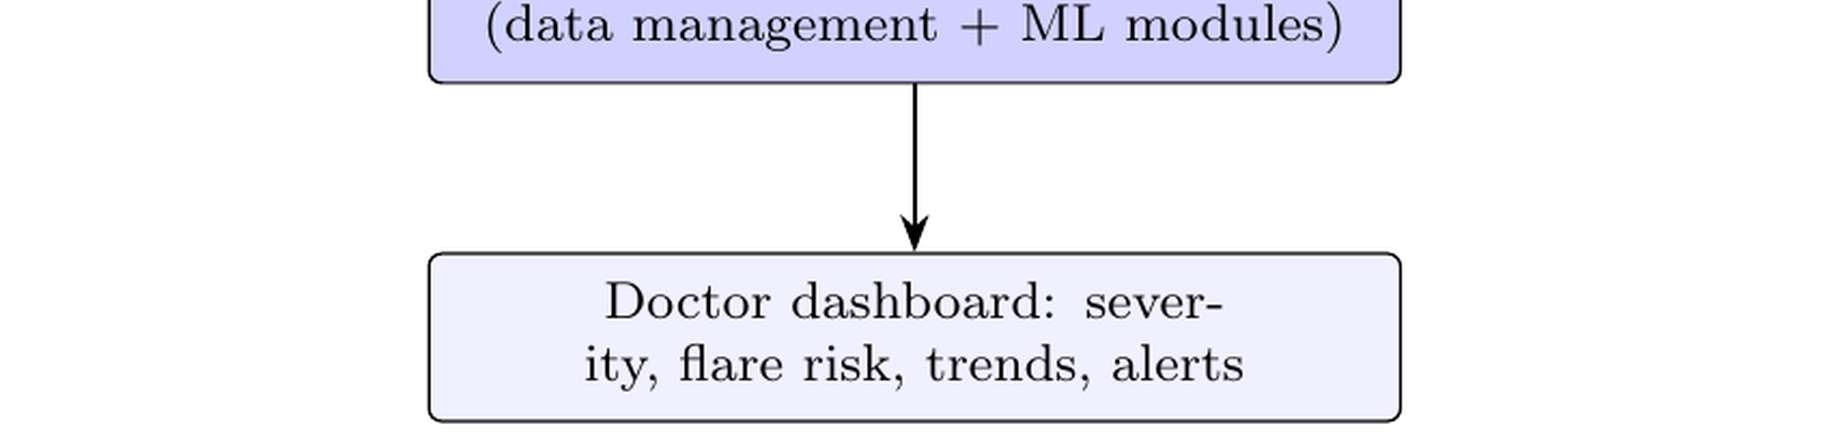 (data management + ML modules)
Doctor dashboard: sever-
ity, flare risk, trends, alerts